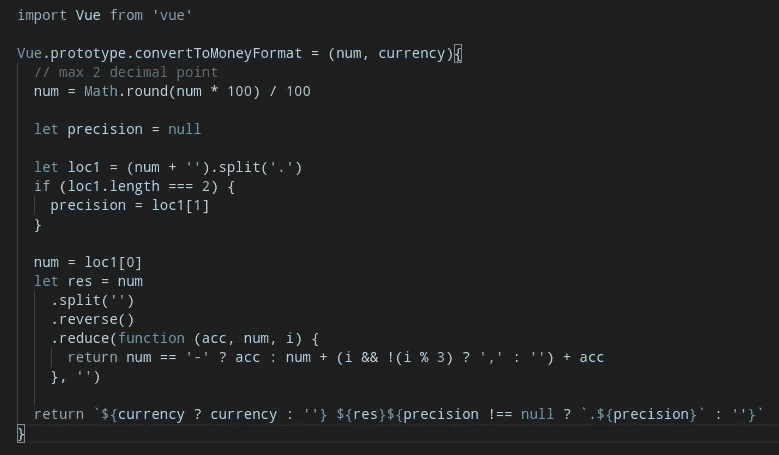 import Vue from 'vue'
Vue.prototype.convertToMoneyFormat = (num, currency){
// max 2 decimal point
num = Math.round(num * 100) / 100
let precision = null
let loc1 = (num + '').split('.')
if (loc1.length === 2) {
precision = loc1[1]
}
num = loc1[0]
let res = num
.split('')
.reverse()
.reduce(function (acc, num, i) {
return num == '-' ? acc : num + (i && !(i % 3) ? ',' : '') + acc
}, '')
return `${currency ? currency : ''} ${res}${precision !== null ? `.${precision}` : ''}`
}